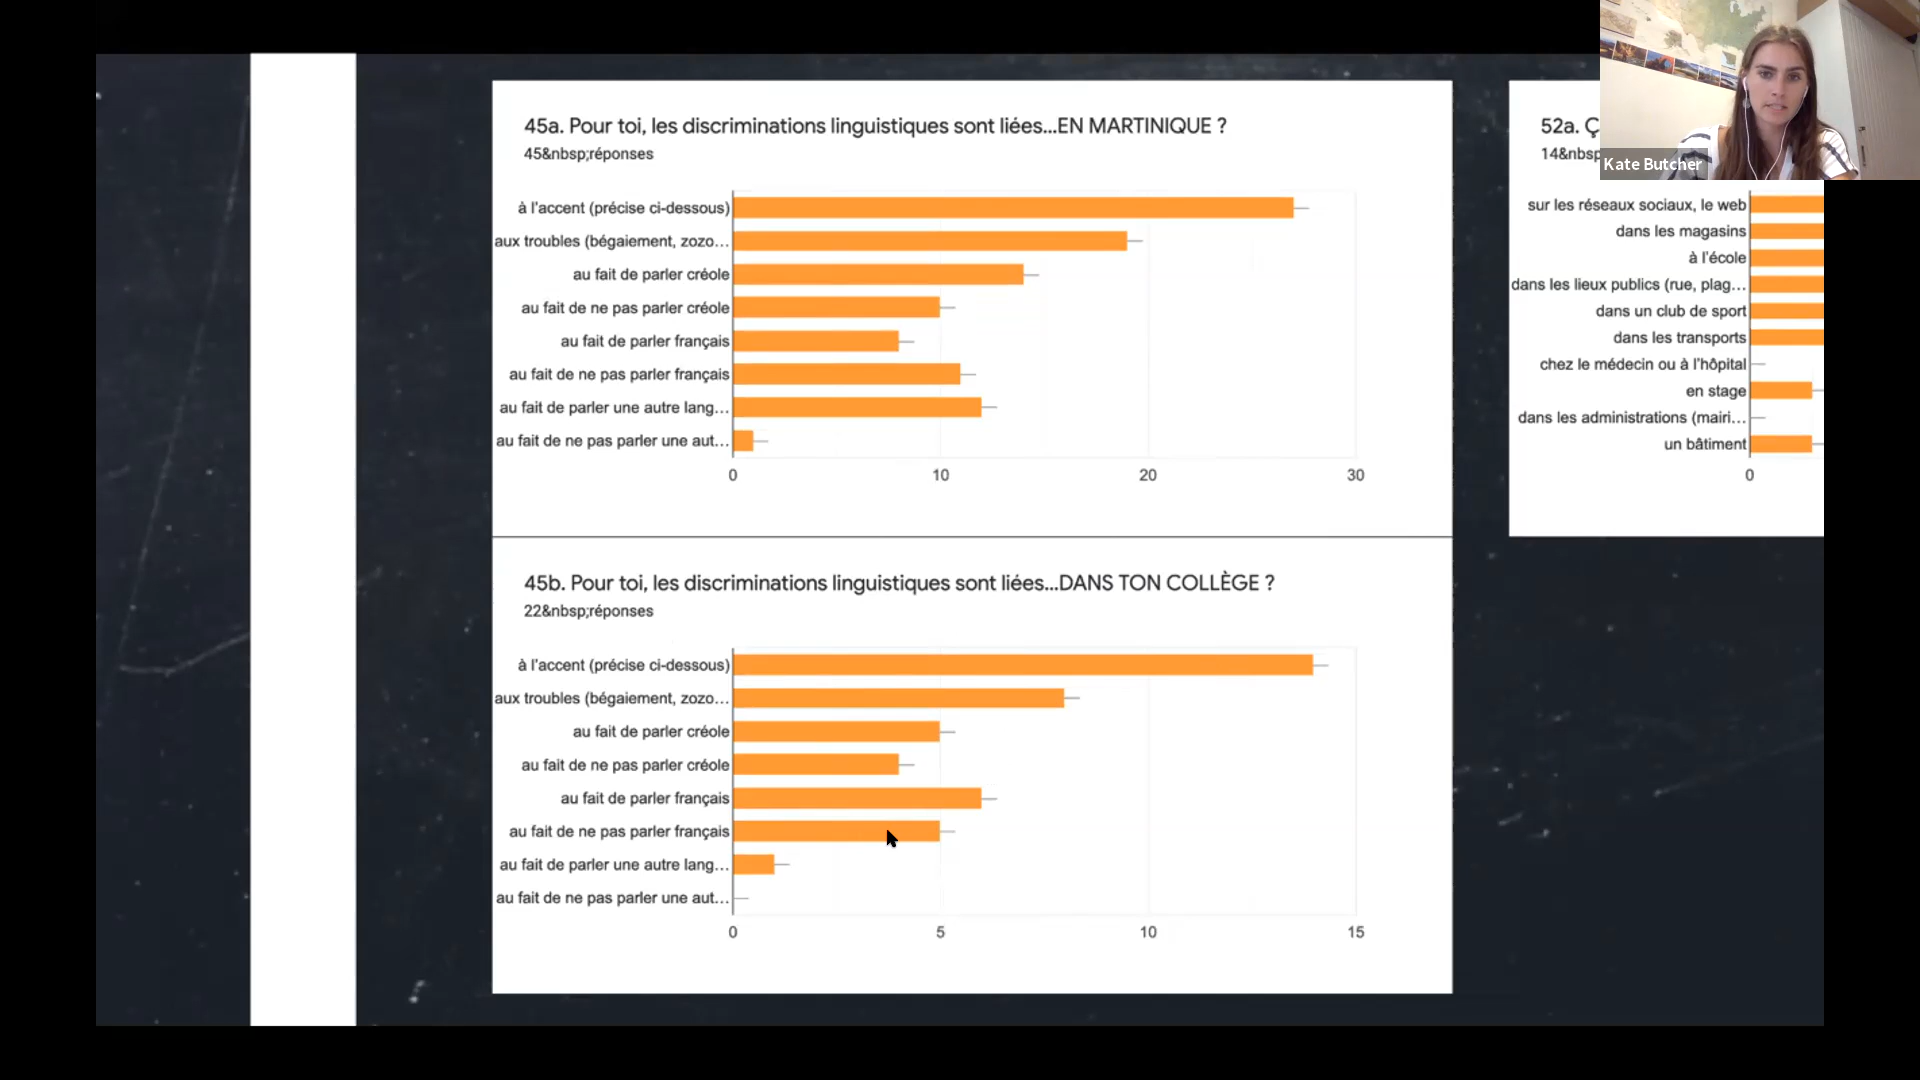 45a. Pour toi, les discriminations linguistiques sont liées...EN MARTINIQUE ?
45&nbsp;réponses
à l'accent (précise ci-dessous)
aux troubles (bégaiement, zozo...
au fait de parler créole
au fait de ne pas parler créole
au fait de parler français
au fait de ne pas parler français
au fait de parler une autre lang...
au fait de ne pas parler une aut...
0 10 20 30
45b. Pour toi, les discriminations linguistiques sont liées...DANS TON COLLÈGE ?
22&nbsp;réponses
à l'accent (précise ci-dessous)
aux troubles (bégaiement, zozo...
au fait de parler créole
au fait de ne pas parler créole
au fait de parler français
au fait de ne pas parler français
au fait de parler une autre lang...
au fait de ne pas parler une aut...
0 5 10 15
52a. Ç
14&nbsp
sur les réseaux sociaux, le web
dans les magasins
à l'école
dans les lieux publics (rue, plag...
dans un club de sport
dans les transports
chez le médecin ou à l'hôpital
en stage
dans les administrations (mairi...
un bâtiment
0
Kate Butcher